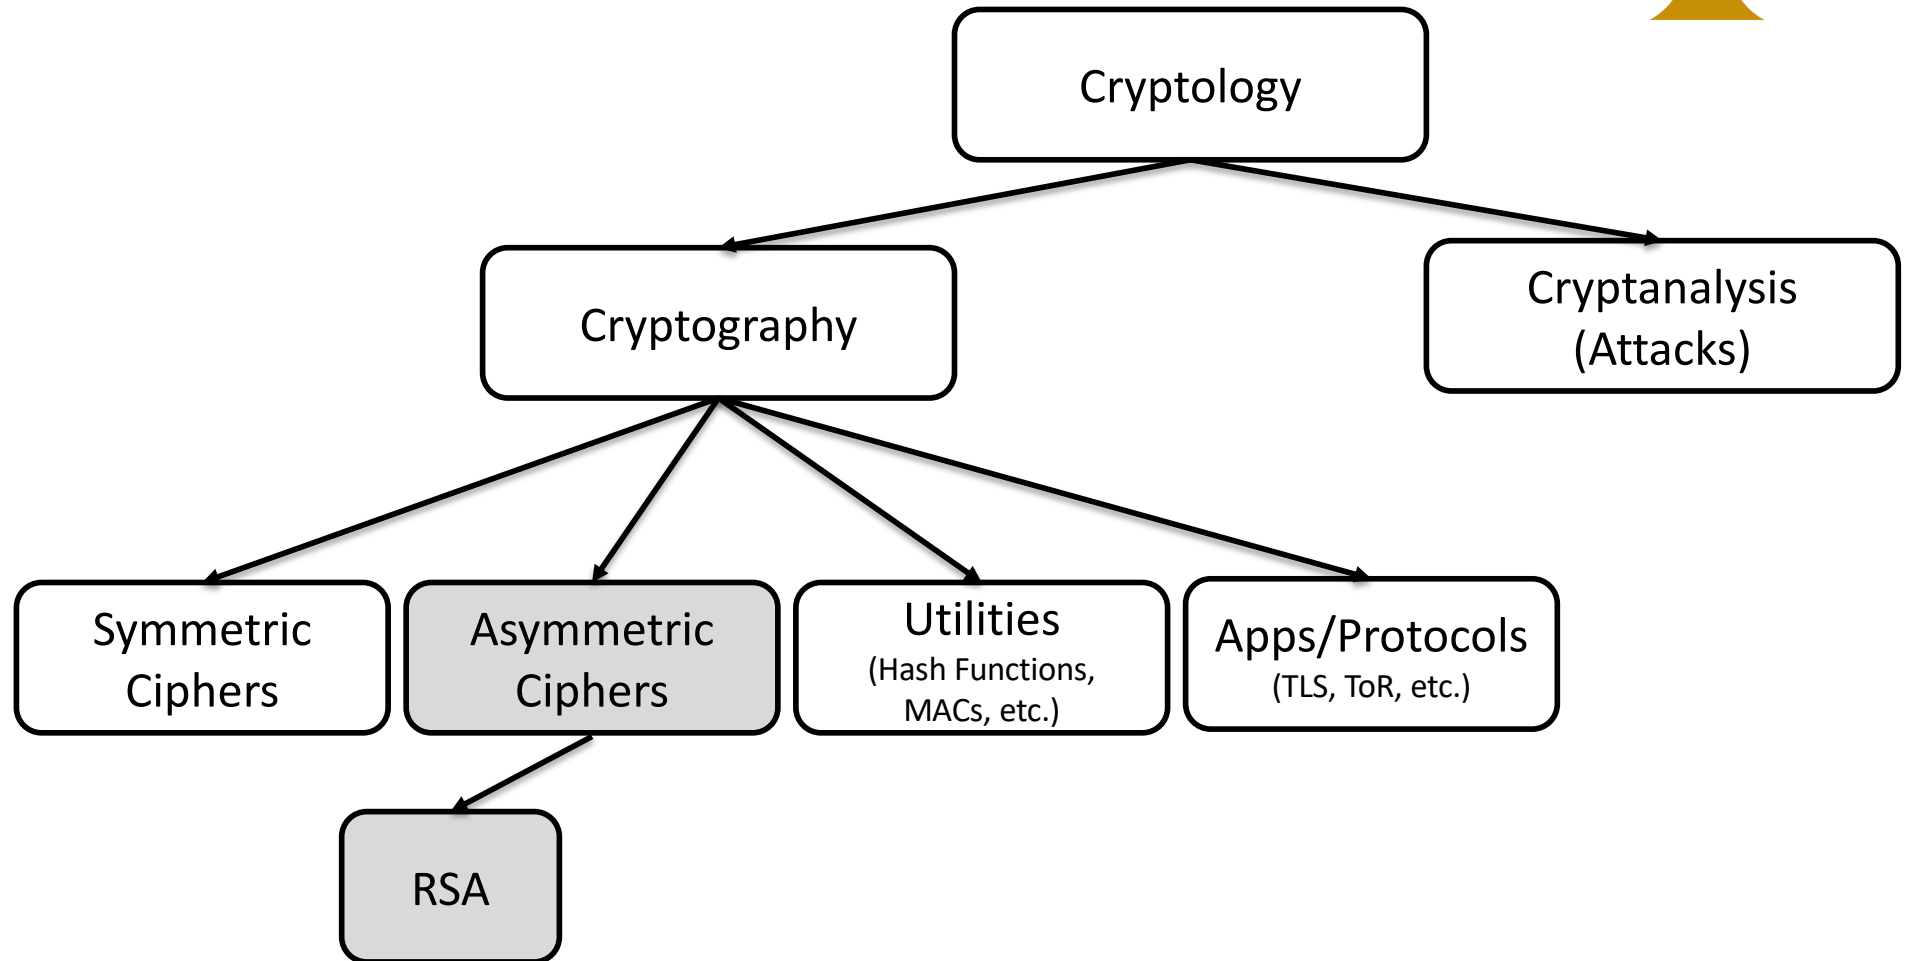 Cryptology
Cryptography
Cryptanalysis
(Attacks)
Symmetric
Ciphers
Asymmetric
Ciphers
Utilities
(Hash Functions,
MACs, etc.)
Apps/Protocols
(TLS, ToR, etc.)
RSA